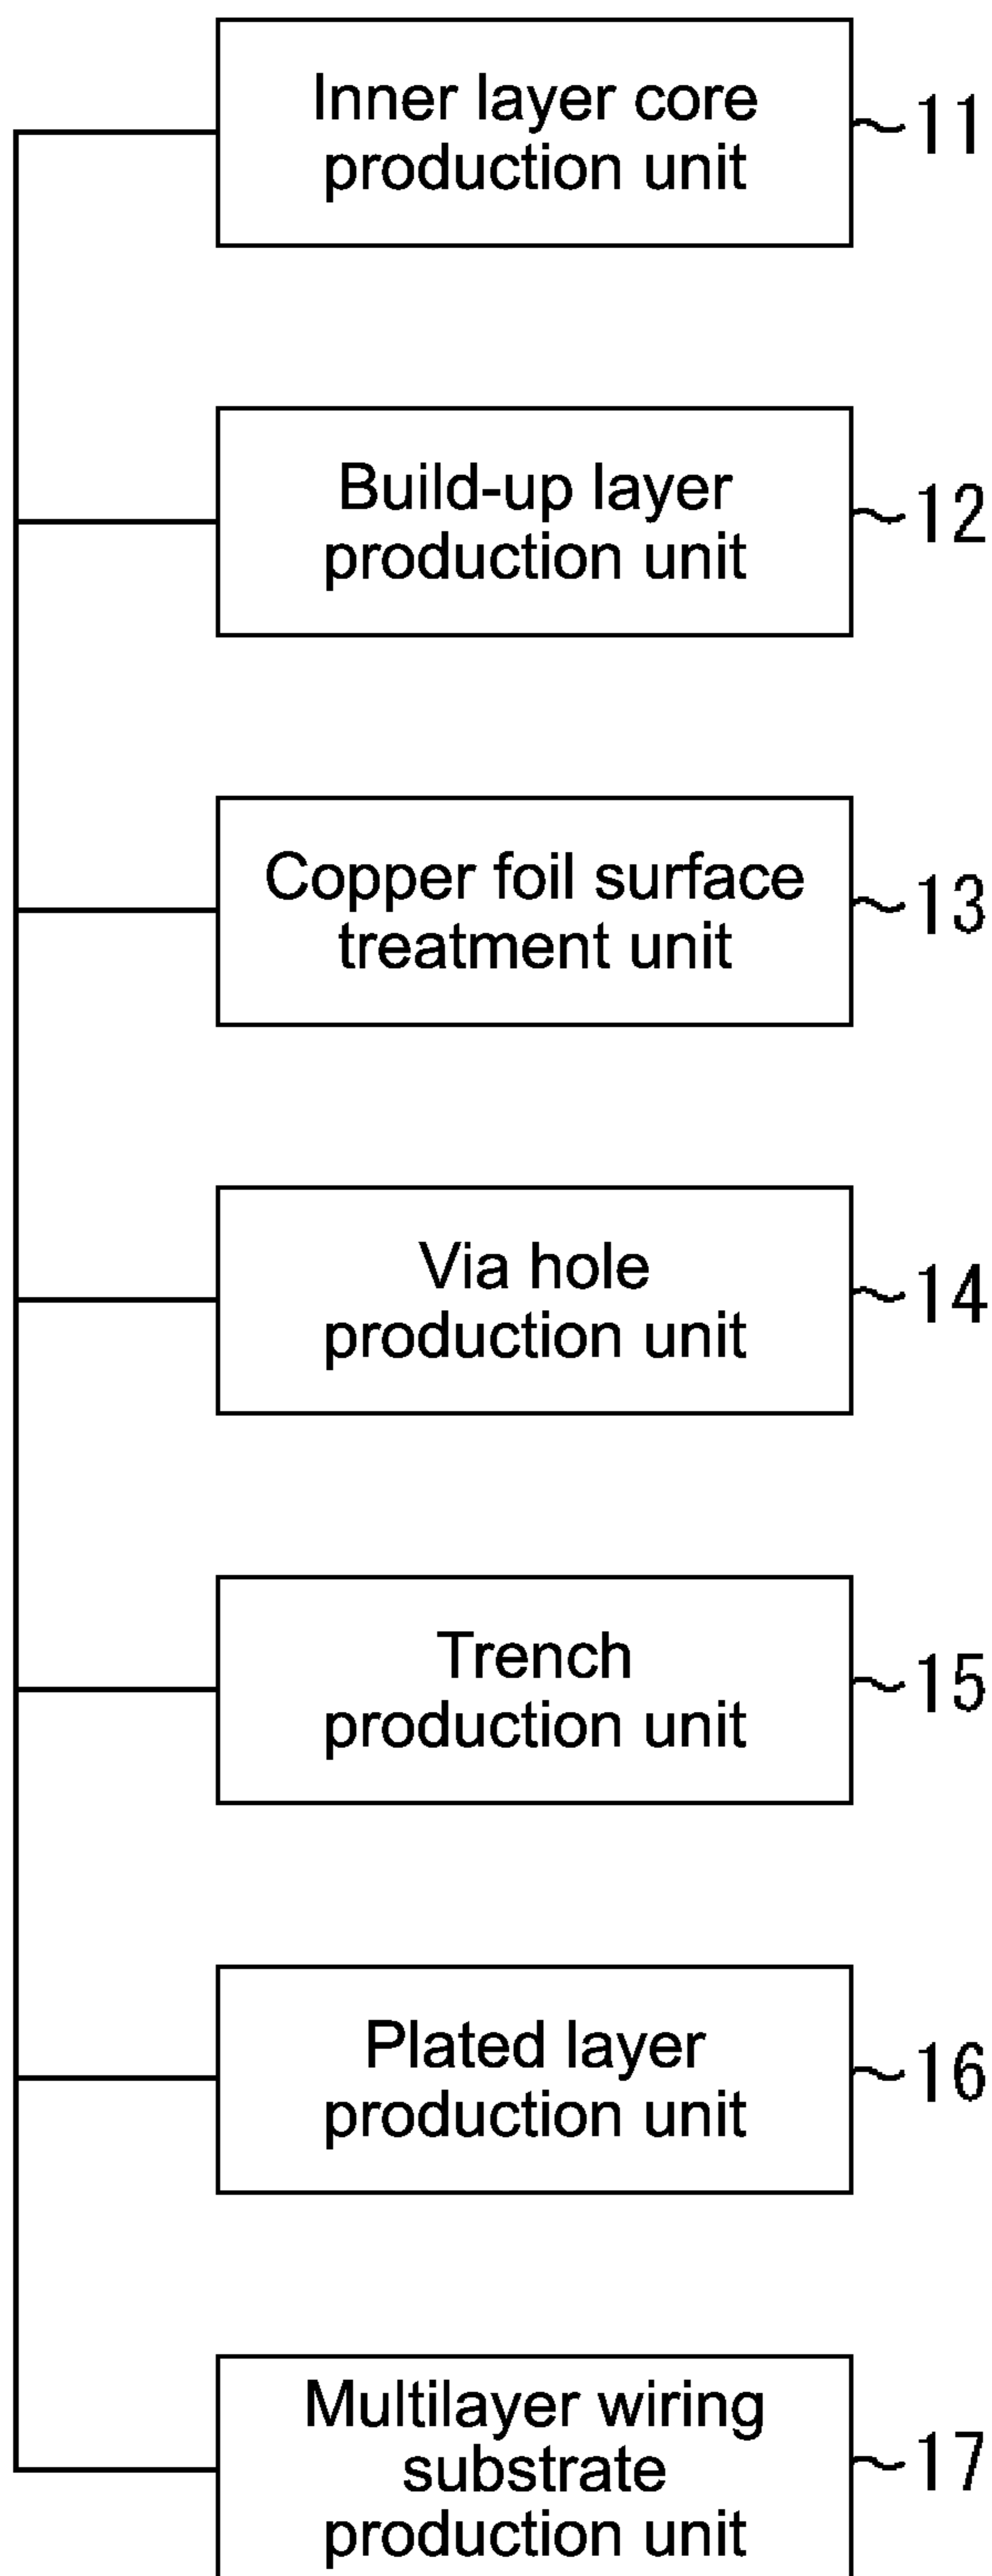 Inner layer core
production unit
11
Build-up layer
production unit
12
Copper foil surface
treatment unit
13
Via hole
production unit
14
Trench
production unit
15
Plated layer
production unit
16
Multilayer wiring
substrate
production unit
17